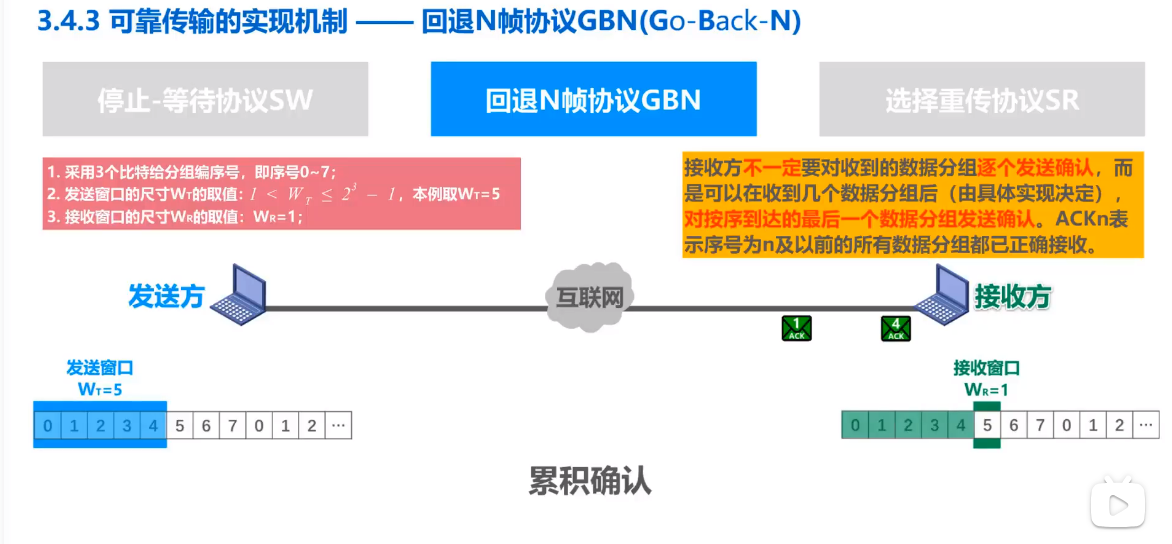 3.4.3 可靠传输的实现机制 —— 回退N帧协议GBN(Go-Back-N)
停止-等待协议SW
回退N帧协议GBN
选择重传协议SR
1. 采用3个比特给分组编序号，即序号0~7；
2. 发送窗口的尺寸WT的取值：1 < W_T ≤ 2^3 − 1，本例取WT=5
3. 接收窗口的尺寸WR的取值：WR=1；
接收方不一定要对收到的数据分组逐个发送确认，而
是可以在收到几个数据分组后（由具体实现决定），
对按序到达的最后一个数据分组发送确认。ACKn表
示序号为n及以前的所有数据分组都已正确接收。
发送方
互联网
接收方
1
ACK
4
ACK
发送窗口
WT=5
0 1 2 3 4 5 6 7 0 1 2 ···
接收窗口
WR=1
0 1 2 3 4 5 6 7 0 1 2 ···
累积确认